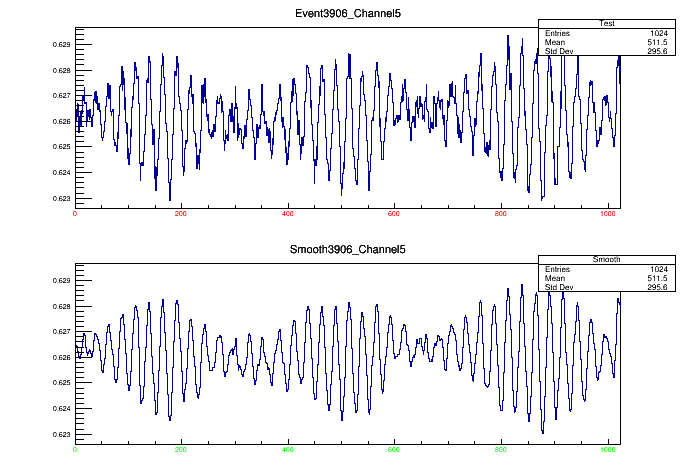 Event3906_Channel5
Test
Entries 1024
Mean 511.5
Std Dev 295.6
0.629
0.628
0.627
0.626
0.625
0.624
0.623
0 200 400 600 800 1000
Smooth3906_Channel5
Smooth
Entries 1024
Mean 511.5
Std Dev 295.6
0.629
0.628
0.627
0.626
0.625
0.624
0.623
0 200 400 600 800 1000